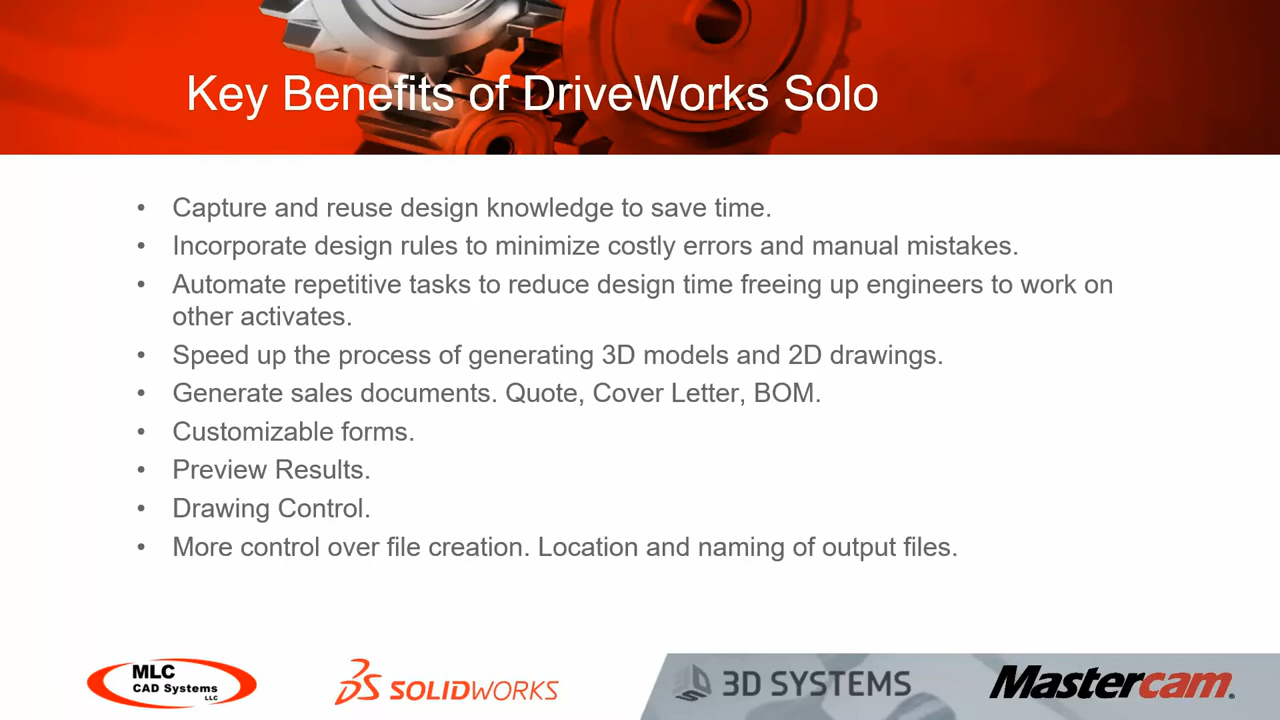 Key Benefits of DriveWorks Solo
• Capture and reuse design knowledge to save time.
• Incorporate design rules to minimize costly errors and manual mistakes.
• Automate repetitive tasks to reduce design time freeing up engineers to work on
other activates.
• Speed up the process of generating 3D models and 2D drawings.
• Generate sales documents. Quote, Cover Letter, BOM.
• Customizable forms.
• Preview Results.
• Drawing Control.
• More control over file creation. Location and naming of output files.
MLC
CAD Systems
LLC
DS SOLIDWORKS
3D SYSTEMS
Mastercam®